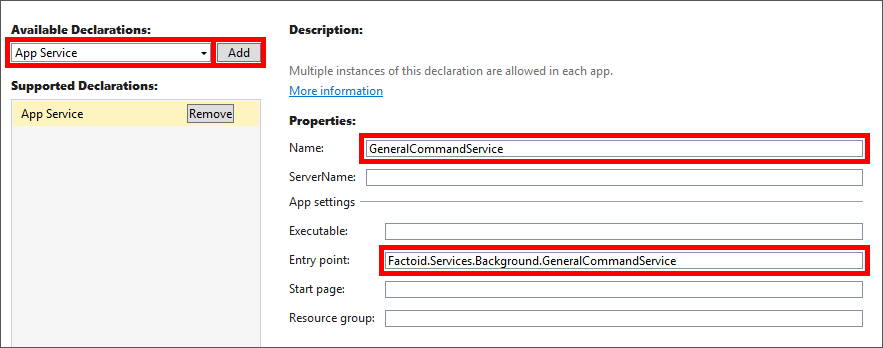 Available Declarations:
App Service
Add
Supported Declarations:
App Service
Remove
Description:
Multiple instances of this declaration are allowed in each app.
More information
Properties:
Name:
GeneralCommandService
ServerName:
App settings
Executable:
Entry point:
Factoid.Services.Background.GeneralCommandService
Start page:
Resource group: